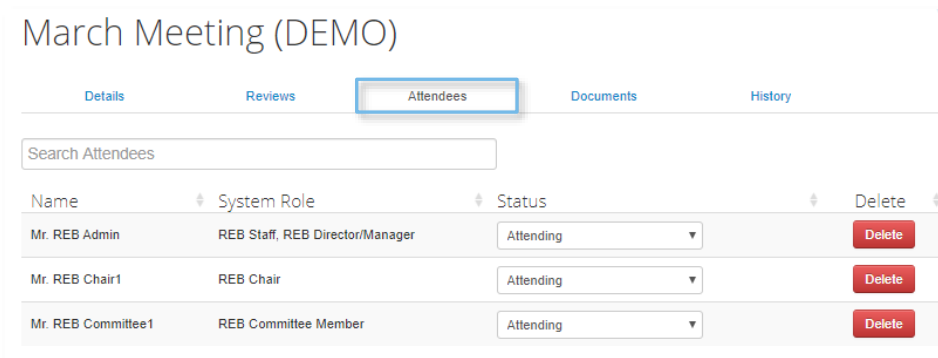 March Meeting (DEMO)
Details Reviews Attendees Documents History
Search Attendees
Name System Role Status Delete
Mr. REB Admin REB Staff, REB Director/Manager Attending Delete
Mr. REB Chair1 REB Chair Attending Delete
Mr. REB Committee1 REB Committee Member Attending Delete